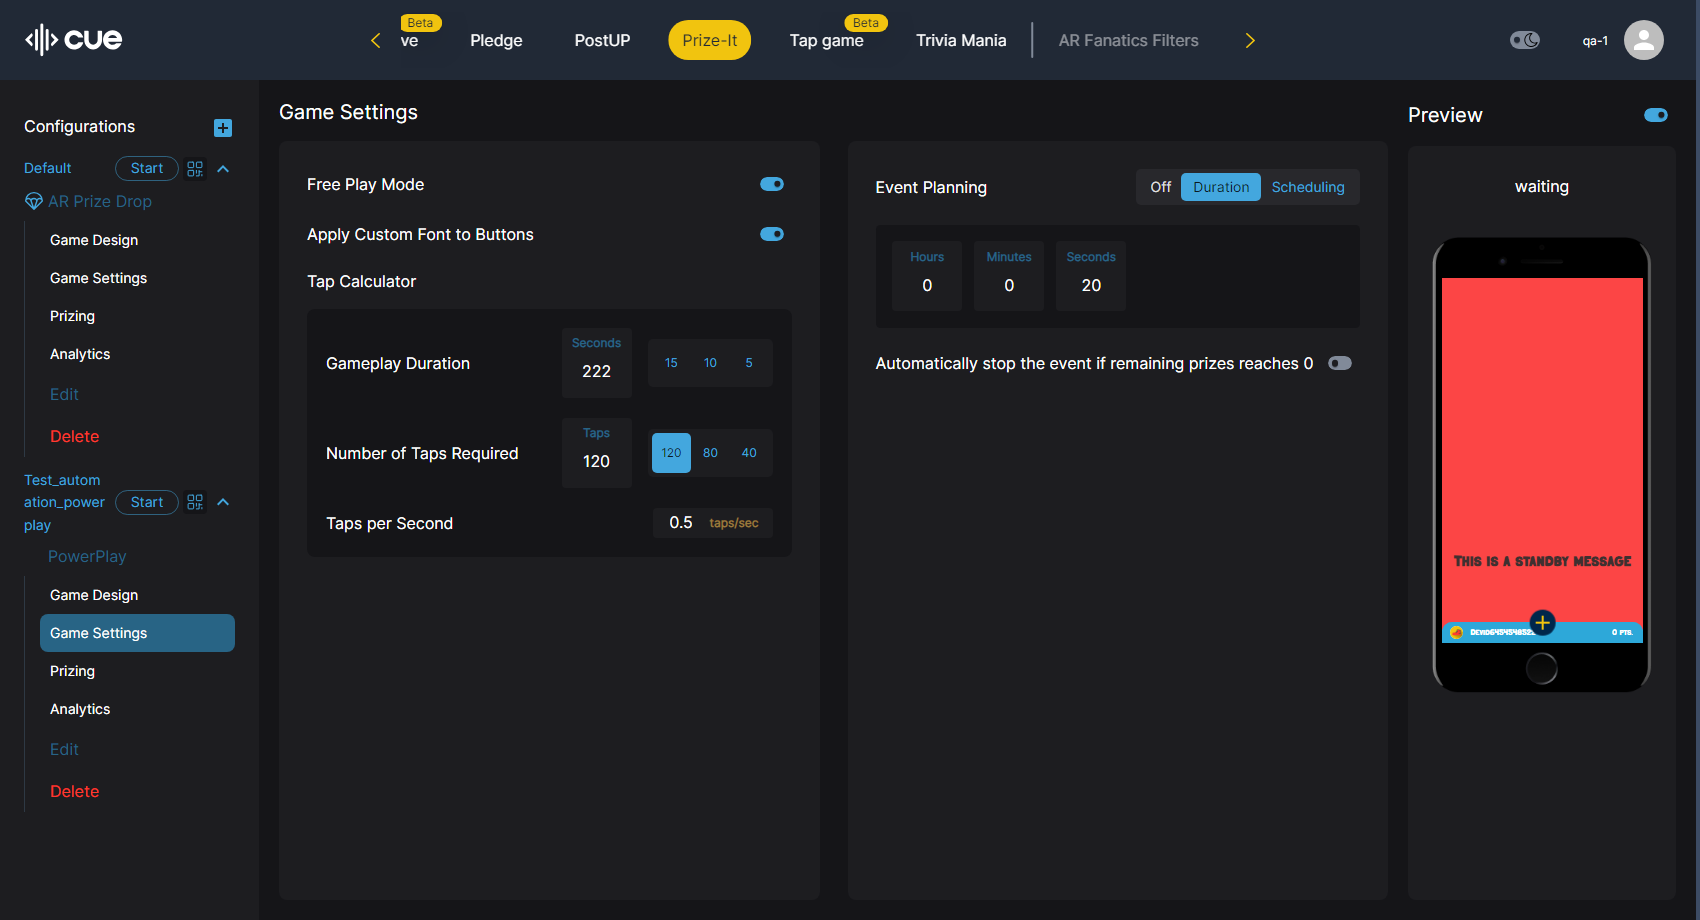 cue
Beta
ve
Pledge
PostUP
Prize-It
Beta
Tap game
Trivia Mania
AR Fanatics Filters
qa-1
Configurations
Default
Start
AR Prize Drop
Game Design
Game Settings
Prizing
Analytics
Edit
Delete
Test_autom
ation_power
play
Start
PowerPlay
Game Design
Game Settings
Prizing
Analytics
Edit
Delete
Game Settings
Free Play Mode
Apply Custom Font to Buttons
Tap Calculator
Gameplay Duration
Seconds
222
15 10 5
Number of Taps Required
Taps
120
120 80 40
Taps per Second
0.5 taps/sec
Event Planning
Off Duration Scheduling
Hours Minutes Seconds
0 0 20
Automatically stop the event if remaining prizes reaches 0
Preview
waiting
This is a standby message
0 pts.